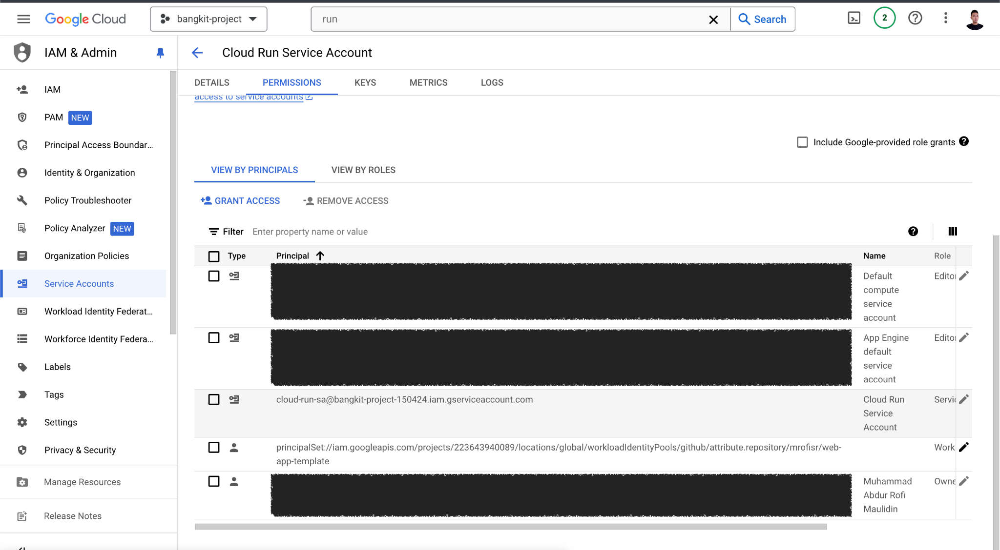 Google Cloud
bangkit-project
run
Search
2
IAM & Admin
Cloud Run Service Account
DETAILS
PERMISSIONS
KEYS
METRICS
LOGS
access to service accounts
IAM
PAM NEW
Principal Access Boundar...
Identity & Organization
Policy Troubleshooter
Policy Analyzer NEW
Organization Policies
Service Accounts
Workload Identity Federat...
Workforce Identity Federa...
Labels
Tags
Settings
Privacy & Security
Manage Resources
Release Notes
Include Google-provided role grants
VIEW BY PRINCIPALS
VIEW BY ROLES
GRANT ACCESS
REMOVE ACCESS
Filter Enter property name or value
Type Principal Name Role
Default Edito
compute
service
account
App Engine Edito
default
service
account
cloud-run-sa@bangkit-project-150424.iam.gserviceaccount.com Cloud Run Servic
Service
Account
principalSet://iam.googleapis.com/projects/223643940089/locations/global/workloadIdentityPools/github/attribute.repository/mrofisr/web- Work
app-template
Muhammad Owne
Abdur Rofi
Maulidin